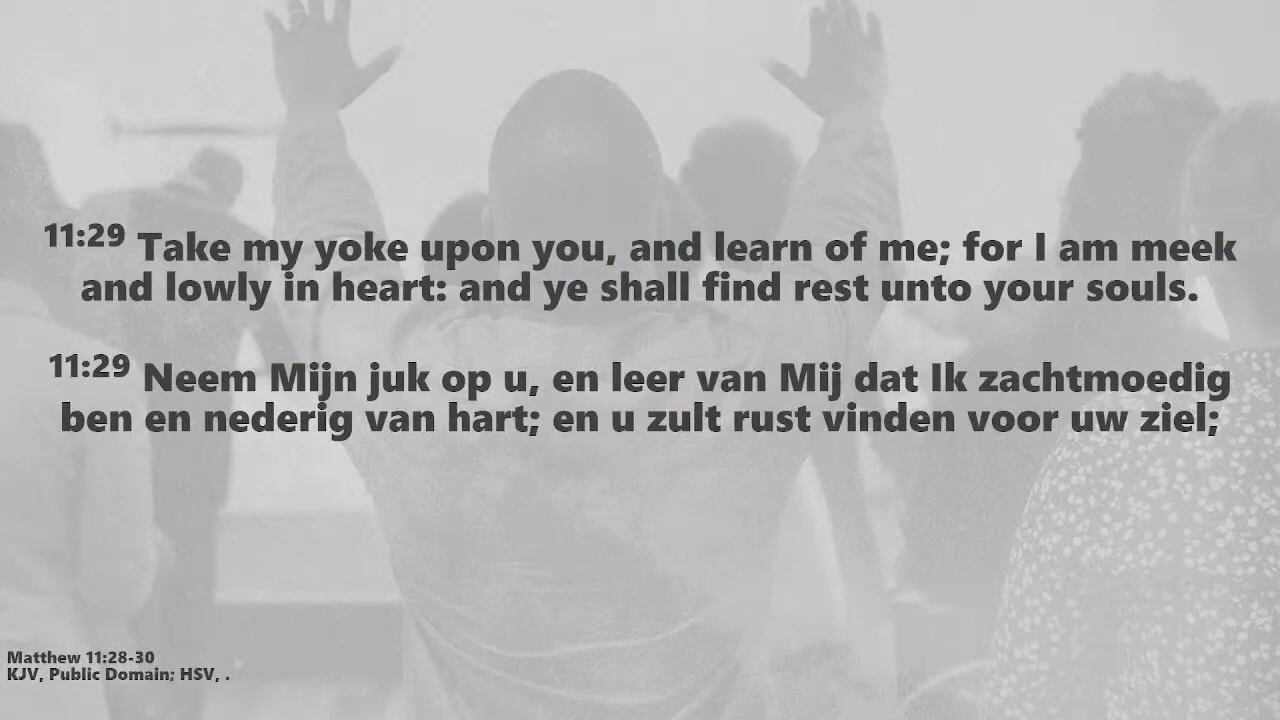 11:29 Take my yoke upon you, and learn of me; for I am meek
and lowly in heart: and ye shall find rest unto your souls.
11:29 Neem Mijn juk op u, en leer van Mij dat Ik zachtmoedig
ben en nederig van hart; en u zult rust vinden voor uw ziel;
Matthew 11:28-30
KJV, Public Domain; HSV, .